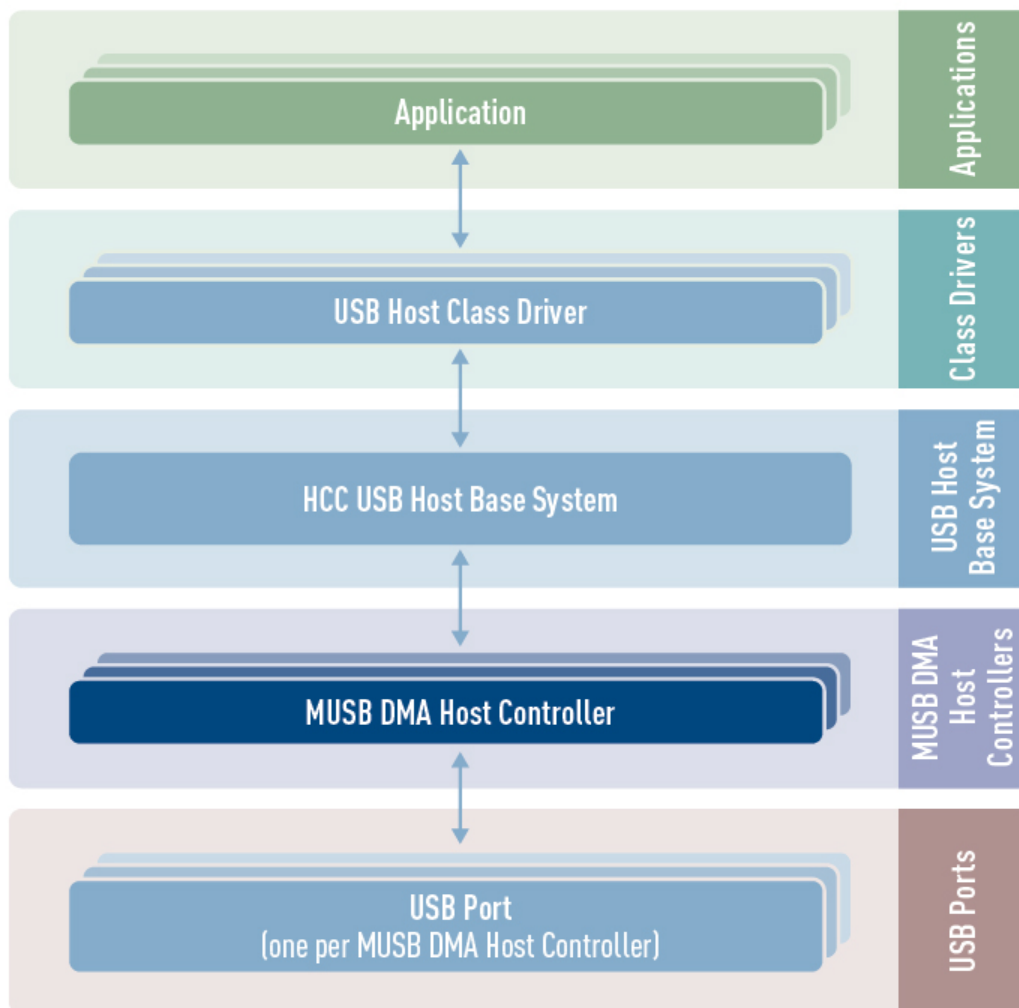 Application
Applications
USB Host Class Driver
Class Drivers
HCC USB Host Base System
USB Host
Base System
MUSB DMA Host Controller
MUSB DMA
Host
Controllers
USB Port
(one per MUSB DMA Host Controller)
USB Ports